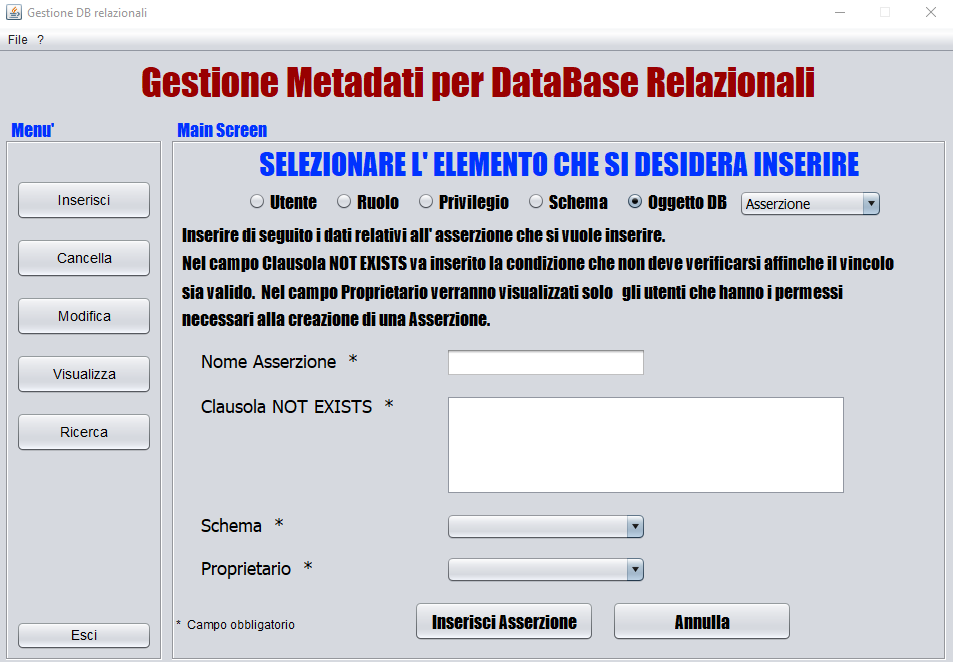 Gestione DB relazionali
File ?
Gestione Metadati per DataBase Relazionali
Menu'
Main Screen
SELEZIONARE L' ELEMENTO CHE SI DESIDERA INSERIRE
Utente Ruolo Privilegio Schema Oggetto DB Asserzione
Inserire di seguito i dati relativi all' asserzione che si vuole inserire.
Nel campo Clausola NOT EXISTS va inserito la condizione che non deve verificarsi affinche il vincolo
sia valido. Nel campo Proprietario verranno visualizzati solo gli utenti che hanno i permessi
necessari alla creazione di una Asserzione.
Inserisci
Cancella
Modifica
Visualizza
Ricerca
Esci
Nome Asserzione *
Clausola NOT EXISTS *
Schema *
Proprietario *
* Campo obbligatorio
Inserisci Asserzione
Annulla